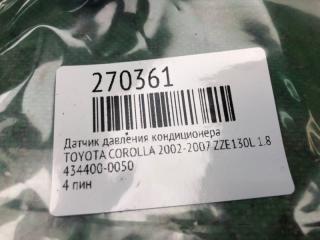 270361
Датчик давления кондиционера
TOYOTA COROLLA 2002-2007 ZZE130L 1.8
434400-0050
4 пин